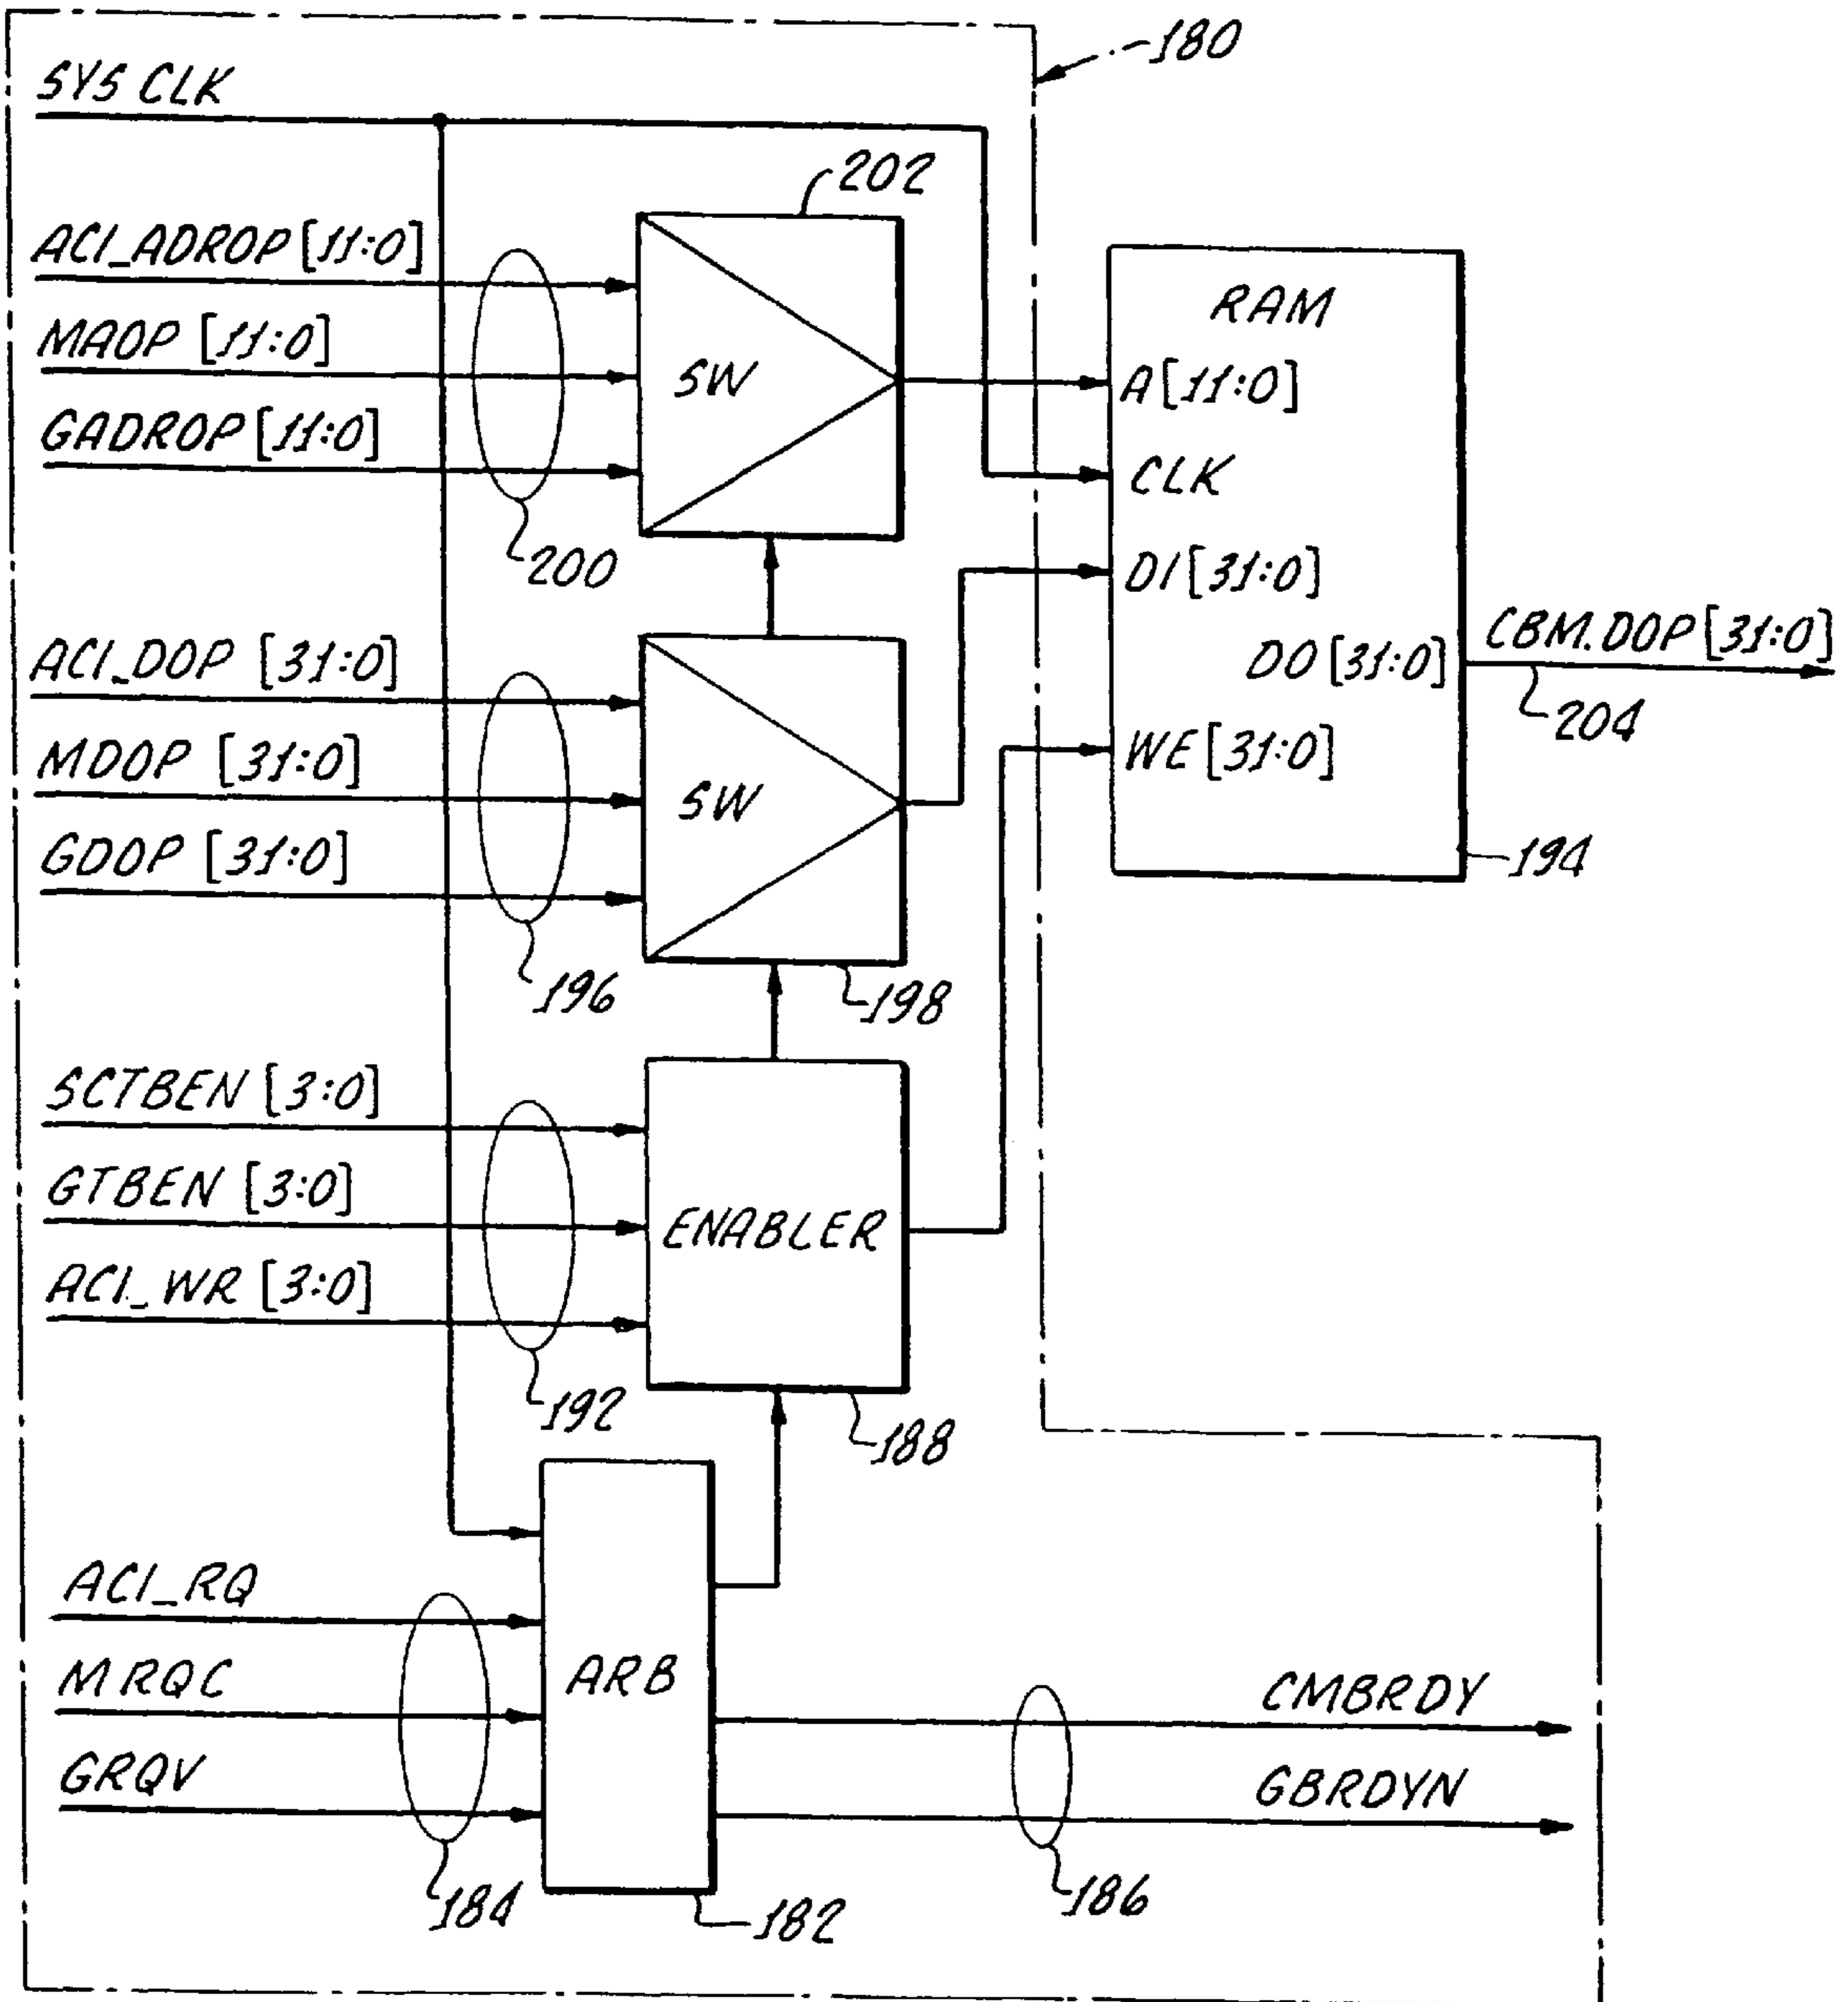 180
SYS CLK
202
ACI_ADROP [11:0]
MAOP [11:0]
GADROP [11:0]
SW
200
RAM
A [11:0]
CLK
DI [31:0]
DO [31:0]
WE [31:0]
CBM.DOP [31:0]
204
194
ACI_DOP [31:0]
MDOP [31:0]
GDOP [31:0]
SW
196
198
SCTBEN [3:0]
GTBEN [3:0]
ACI_WR [3:0]
ENABLER
192
188
ACI_RQ
MRQC
GRQV
ARB
CMBRDY
GBRDYN
184
182
186